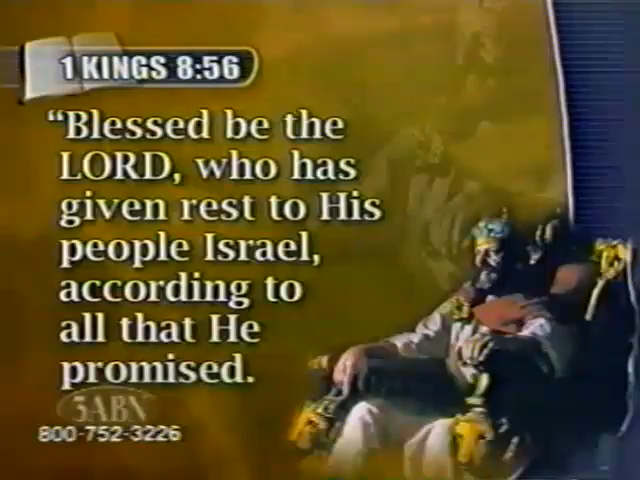 1 KINGS 8:56
“Blessed be the
LORD, who has
given rest to His
people Israel,
according to
all that He
promised.
3ABN
800-752-3226